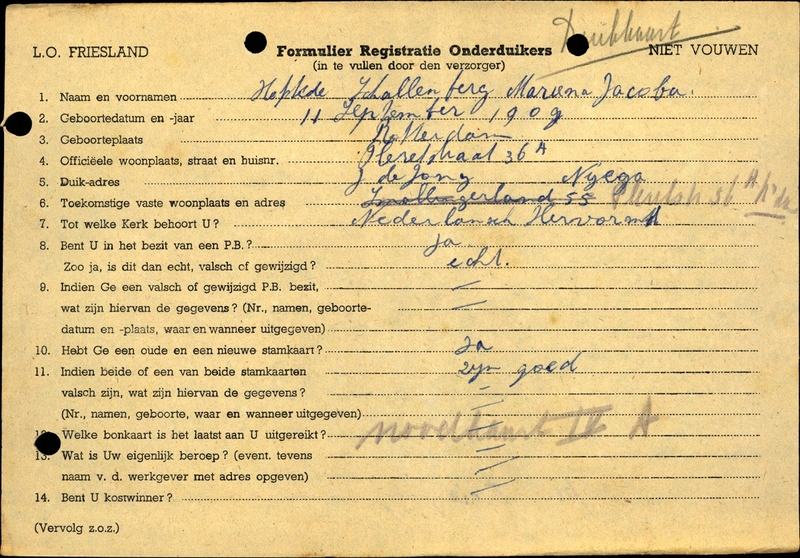 Duikkaart
L.O. FRIESLAND
Formulier Registratie Onderduikers
NIET VOUWEN
(in te vullen door den verzorger)
1. Naam en voornamen Schallenberg Mariena Jacoba.
2. Geboortedatum en -jaar 11 September 1909
3. Geboorteplaats Rotterdam
4. Officiëele woonplaats, straat en huisnr. 36 A
5. Duik-adres J de Jong Nyega
6. Toekomstige vaste woonplaats en adres Smallingerland 55
7. Tot welke Kerk behoort U? Nederlansch Hervormd
8. Bent U in het bezit van een P.B.? ja
Zoo ja, is dit dan echt, valsch of gewijzigd? echt.
9. Indien Ge een valsch of gewijzigd P.B. bezit,
wat zijn hiervan de gegevens? (Nr., namen, geboorte-
datum en -plaats, waar en wanneer uitgegeven)
10. Hebt Ge een oude en een nieuwe stamkaart? Ja
11. Indien beide of een van beide stamkaarten zyn goed
valsch zijn, wat zijn hiervan de gegevens?
(Nr., namen, geboorte, waar en wanneer uitgegeven)
12. Welke bonkaart is het laatst aan U uitgereikt? noodkaart IV A
13. Wat is Uw eigenlijk beroep? (event. tevens
naam v. d. werkgever met adres opgeven)
14. Bent U kostwinner?
(Vervolg z.o.z.)